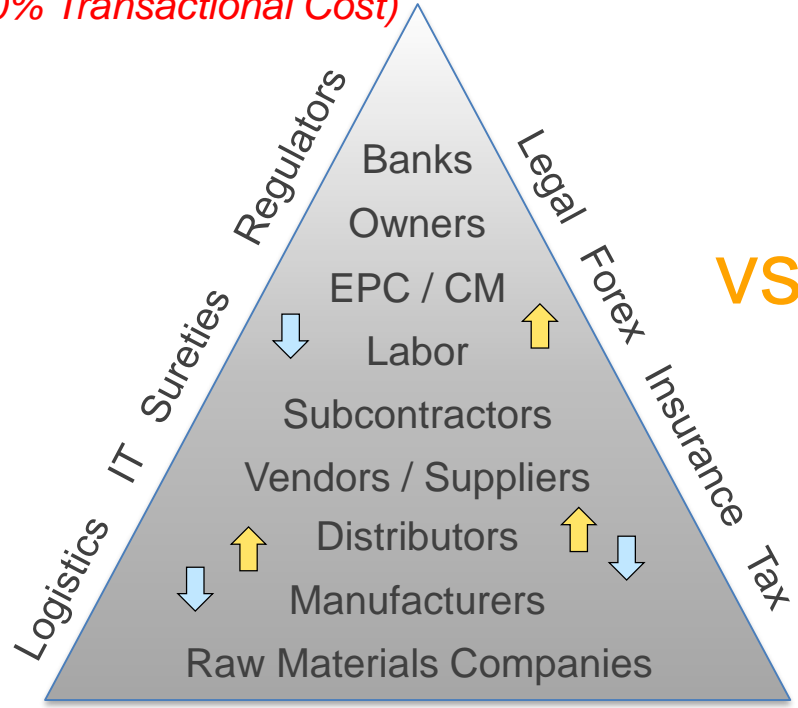 0% Transactional Cost)
Regulators
Sureties
IT
Logistics
Banks
Owners
EPC / CM
Labor
Subcontractors
Vendors / Suppliers
Distributors
Manufacturers
Raw Materials Companies
Legal
Forex
Insurance
Tax
vs